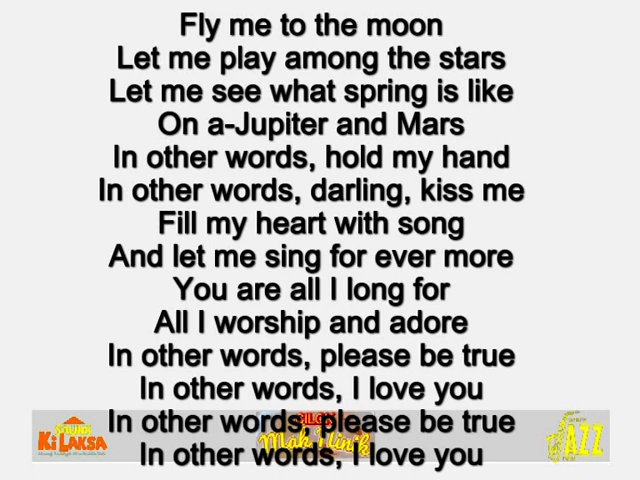 Fly me to the moon
Let me play among the stars
Let me see what spring is like
On a-Jupiter and Mars
In other words, hold my hand
In other words, darling, kiss me
Fill my heart with song
And let me sing for ever more
You are all I long for
All I worship and adore
In other words, please be true
In other words, I love you
In other words, please be true
In other words, I love you
Ki LAKSA
Mak Münch
JAZZ